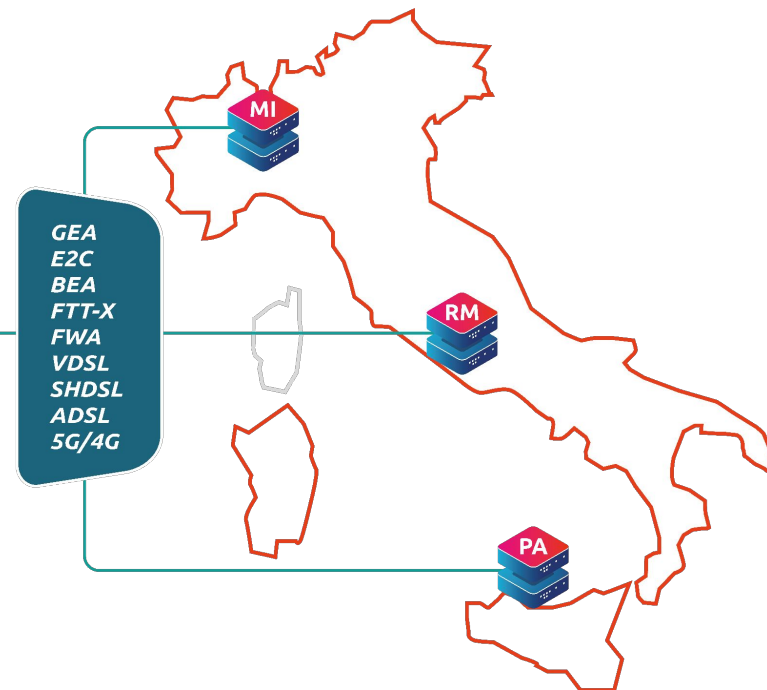 MI
GEA
E2C
BEA
FTT-X
FWA
VDSL
SHDSL
ADSL
5G/4G
RM
PA